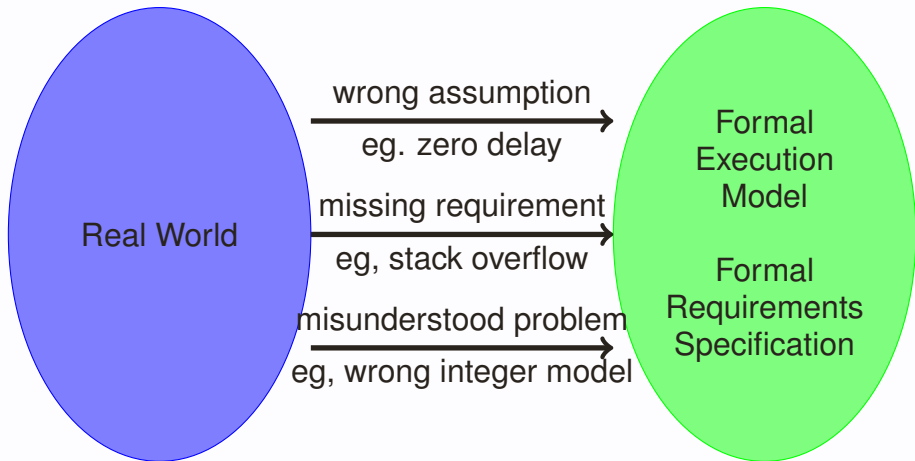 Real World
wrong assumption
eg. zero delay
missing requirement
eg, stack overflow
misunderstood problem
eg, wrong integer model
Formal
Execution
Model
Formal
Requirements
Specification